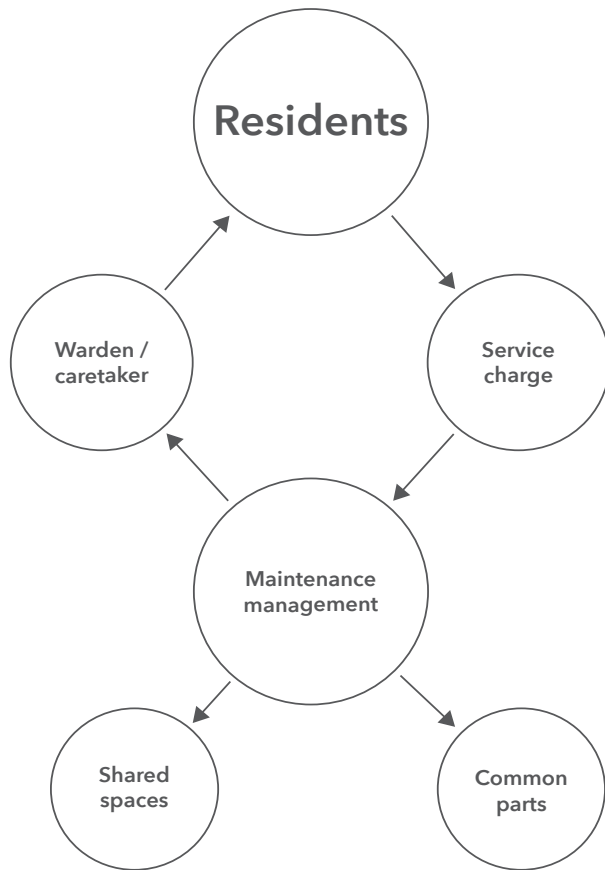 Residents
Warden /
caretaker
Service
charge
Maintenance
management
Shared
spaces
Common
parts